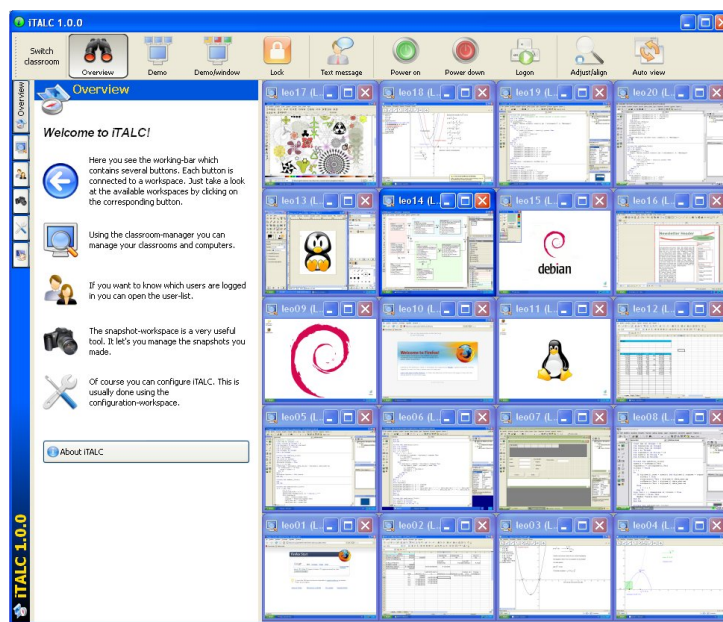 iTALC 1.0.0
Switch classroom
Overview
Demo
Demo/window
Lock
Text message
Power on
Power down
Logon
Adjust/align
Auto view
Overview
Overview
Welcome to iTALC!
Here you see the working-bar which
contains several buttons. Each button is
connected to a workspace. Just take a look
at the available workspaces by clicking on
the corresponding button.
Using the classroom-manager you can
manage your classrooms and computers.
If you want to know which users are logged
in you can open the user-list.
The snapshot-workspace is a very useful
tool. It let's you manage the snapshots you
made.
Of course you can configure iTALC. This is
usually done using the
configuration-workspace.
About iTALC
iTALC 1.0.0
leo17 (L...
leo18 (L...
leo19 (L...
leo20 (L...
leo13 (L...
leo14 (L...
leo15 (L...
leo16 (L...
debian
leo09 (L...
leo10 (L...
leo11 (L...
leo12 (L...
leo05 (L...
leo06 (L...
leo07 (L...
leo08 (L...
leo01 (L...
leo02 (L...
leo03 (L...
leo04 (L...